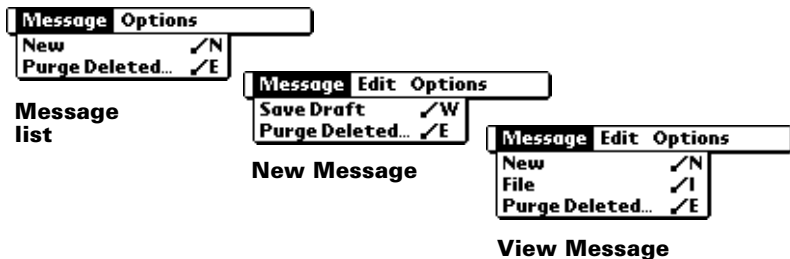 Message Options
New /N
Purge Deleted... /E
Message
list
Message Edit Options
Save Draft /W
Purge Deleted... /E
New Message
Message Edit Options
New /N
File /I
Purge Deleted... /E
View Message